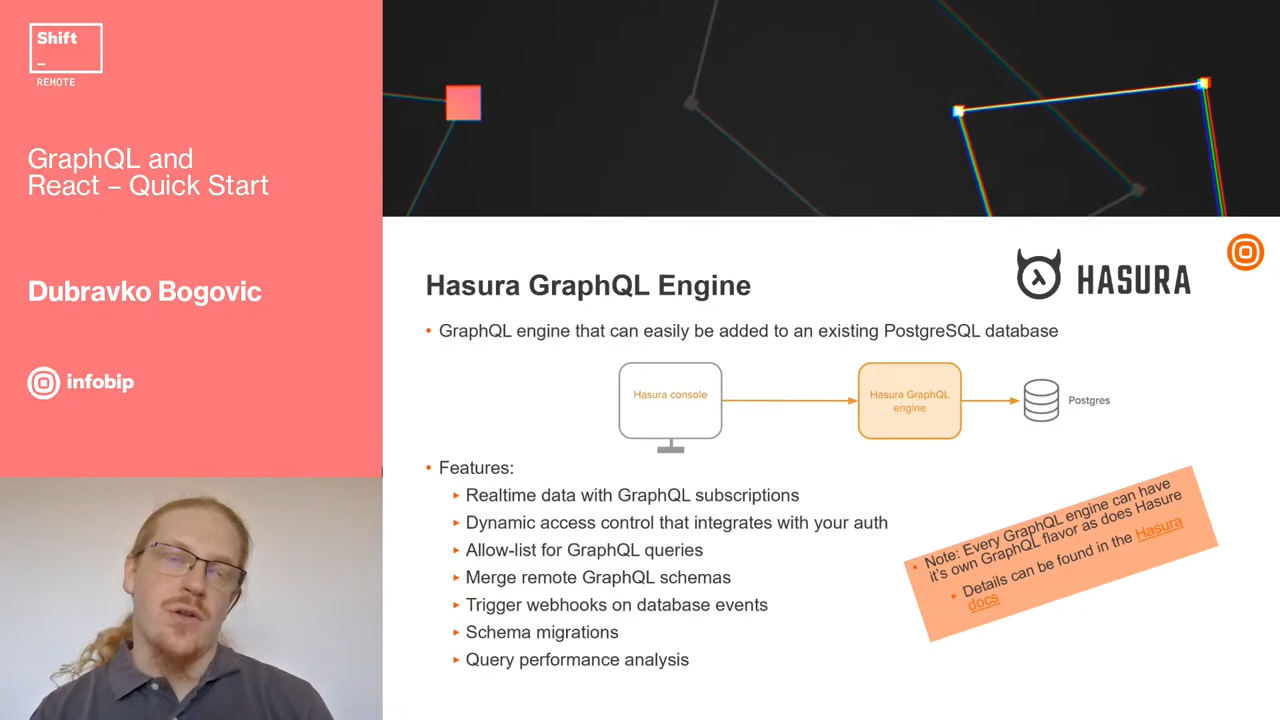 Shift
_
REMOTE
GraphQL and
React – Quick Start
Dubravko Bogovic
infobip
HASURA
Hasura GraphQL Engine
• GraphQL engine that can easily be added to an existing PostgreSQL database
Hasura console
Hasura GraphQL
engine
Postgres
• Features:
▸ Realtime data with GraphQL subscriptions
▸ Dynamic access control that integrates with your auth
▸ Allow-list for GraphQL queries
▸ Merge remote GraphQL schemas
▸ Trigger webhooks on database events
▸ Schema migrations
▸ Query performance analysis
• Note: Every GraphQL engine can have
it's own GraphQL flavor as does Hasure
▸ Details can be found in the Hasura
docs